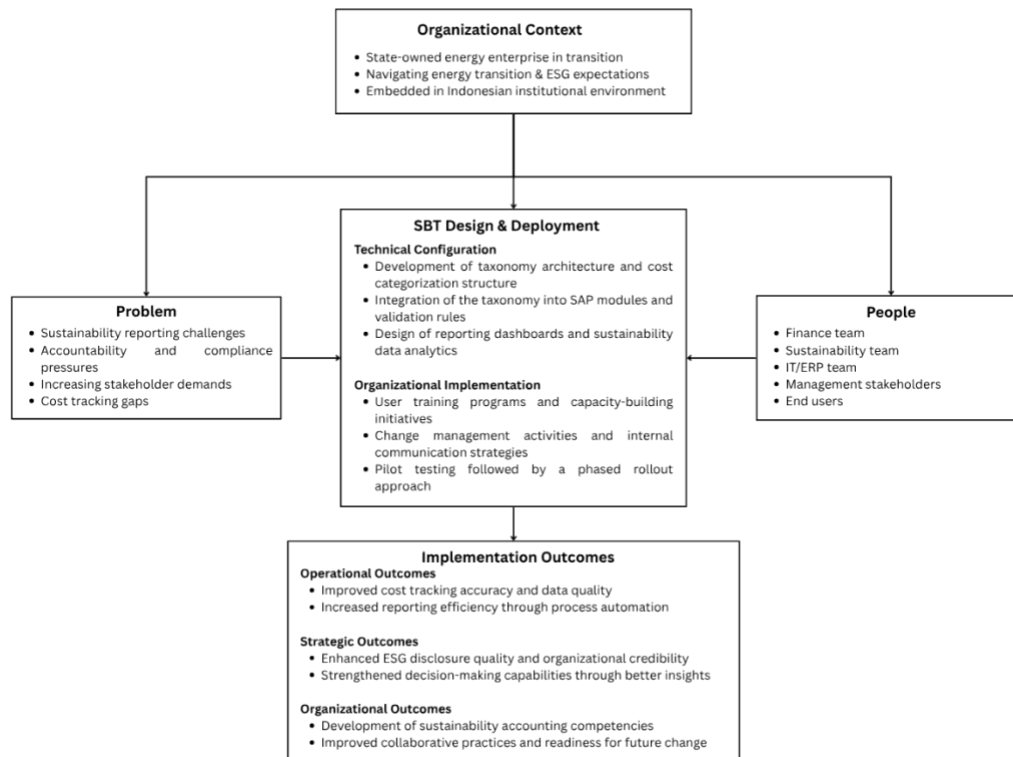 Organizational Context
• State-owned energy enterprise in transition
• Navigating energy transition & ESG expectations
• Embedded in Indonesian institutional environment
SBT Design & Deployment
Technical Configuration
• Development of taxonomy architecture and cost
categorization structure
• Integration of the taxonomy into SAP modules and
validation rules
• Design of reporting dashboards and sustainability
data analytics
Organizational Implementation
• User training programs and capacity-building
initiatives
• Change management activities and internal
communication strategies
• Pilot testing followed by a phased rollout
approach
Problem
• Sustainability reporting challenges
• Accountability and compliance
pressures
• Increasing stakeholder demands
• Cost tracking gaps
People
• Finance team
• Sustainability team
• IT/ERP team
• Management stakeholders
• End users
Implementation Outcomes
Operational Outcomes
• Improved cost tracking accuracy and data quality
• Increased reporting efficiency through process automation
Strategic Outcomes
• Enhanced ESG disclosure quality and organizational credibility
• Strengthened decision-making capabilities through better insights
Organizational Outcomes
• Development of sustainability accounting competencies
• Improved collaborative practices and readiness for future change